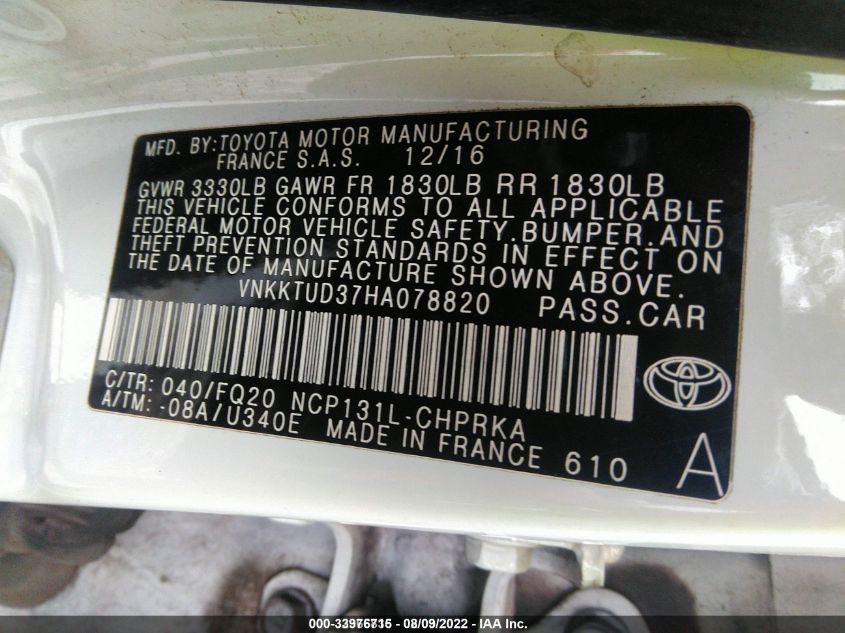 MFD. BY:TOYOTA MOTOR MANUFACTURING
FRANCE S.A.S. 12/16
GVWR 3330LB GAWR FR 1830LB RR 1830LB
THIS VEHICLE CONFORMS TO ALL APPLICABLE
FEDERAL MOTOR VEHICLE SAFETY,BUMPER,AND
THEFT PREVENTION STANDARDS IN EFFECT ON
THE DATE OF MANUFACTURE SHOWN ABOVE.
VNKKTUD37HA078820 PASS.CAR
C/TR: 040/FQ20 NCP131L-CHPRKA
A/TM: -08A/U340E MADE IN FRANCE 610
A
000-33976716 - 08/09/2022 - IAA Inc.